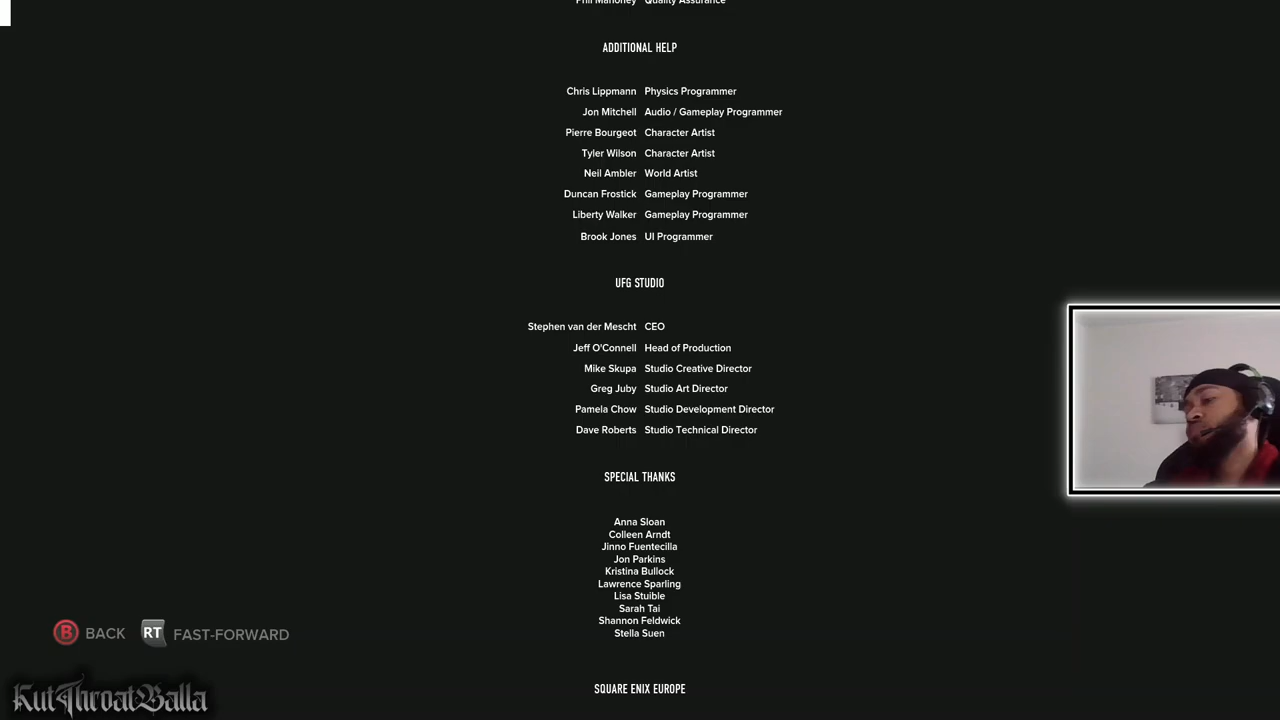 Phil Mahoney Quality Assurance
ADDITIONAL HELP
Chris Lippmann Physics Programmer
Jon Mitchell Audio / Gameplay Programmer
Pierre Bourgeot Character Artist
Tyler Wilson Character Artist
Neil Ambler World Artist
Duncan Frostick Gameplay Programmer
Liberty Walker Gameplay Programmer
Brook Jones UI Programmer
UFG STUDIO
Stephen van der Mescht CEO
Jeff O'Connell Head of Production
Mike Skupa Studio Creative Director
Greg Juby Studio Art Director
Pamela Chow Studio Development Director
Dave Roberts Studio Technical Director
SPECIAL THANKS
Anna Sloan
Colleen Arndt
Jinno Fuentecilla
Jon Parkins
Kristina Bullock
Lawrence Sparling
Lisa Stuible
Sarah Tai
Shannon Feldwick
Stella Suen
B BACK RT FAST-FORWARD
SQUARE ENIX EUROPE
KutThroatBalla